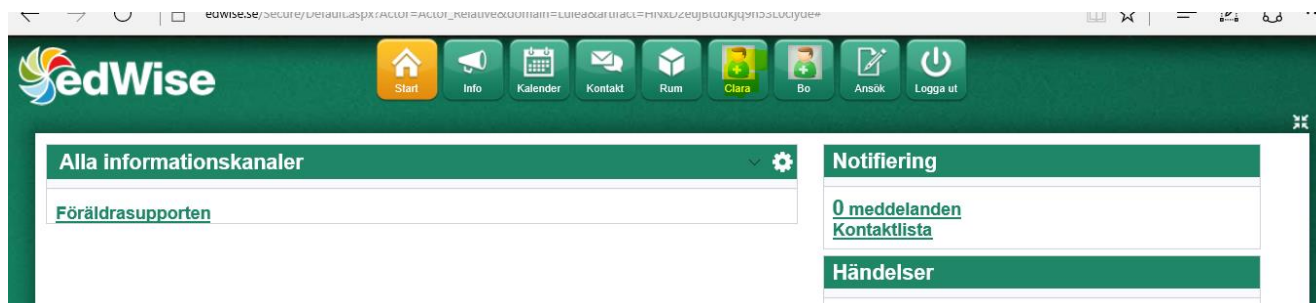 edWise
Start
Info
Kalender
Kontakt
Rum
Clara
Bo
Ansök
Logga ut
Alla informationskanaler
Föräldrasupporten
Notifiering
0 meddelanden
Kontaktlista
Händelser